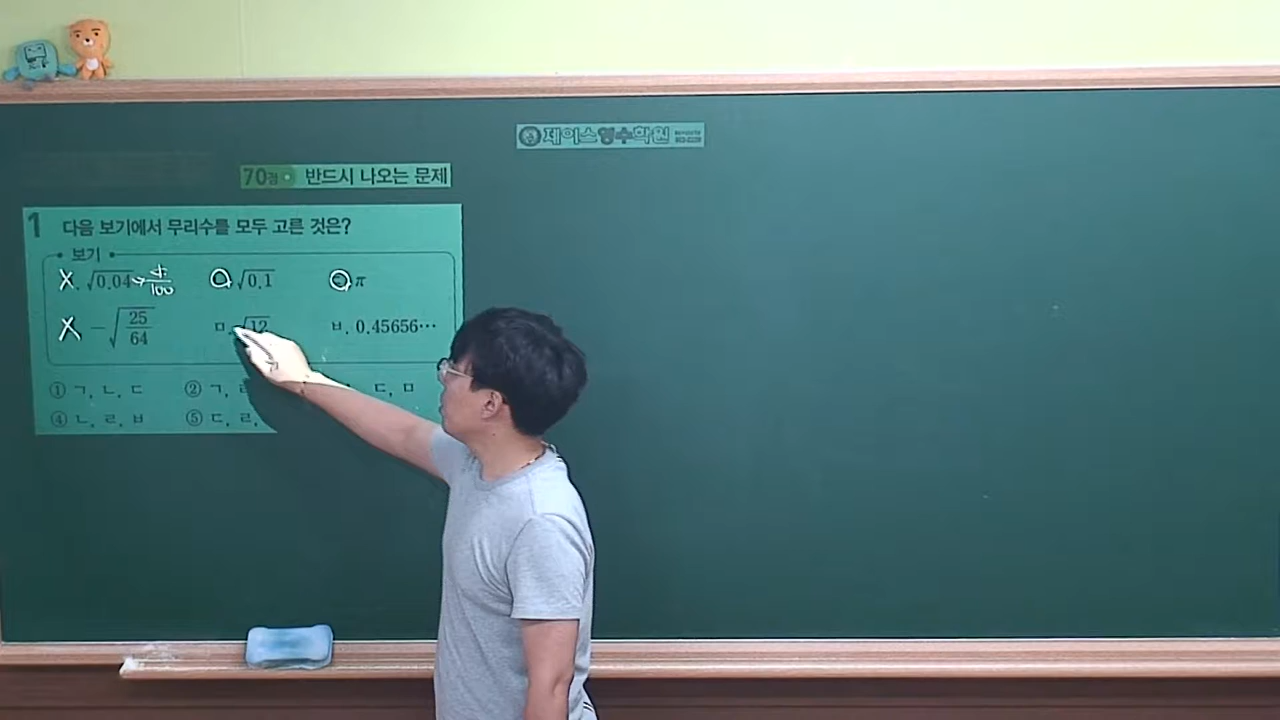 제이스영수학원
70점 반드시 나오는 문제
1 다음 보기에서 무리수를 모두 고른 것은?
보기
X. √0.04 → 4/100 O. √0.1 O. π
X. −√25/64 ㅁ. √12 ㅂ. 0.45656⋯
① ㄱ, ㄴ, ㄷ ② ㄱ, ㄷ, ㅁ
④ ㄴ, ㄹ, ㅂ ⑤ ㄷ, ㄹ,